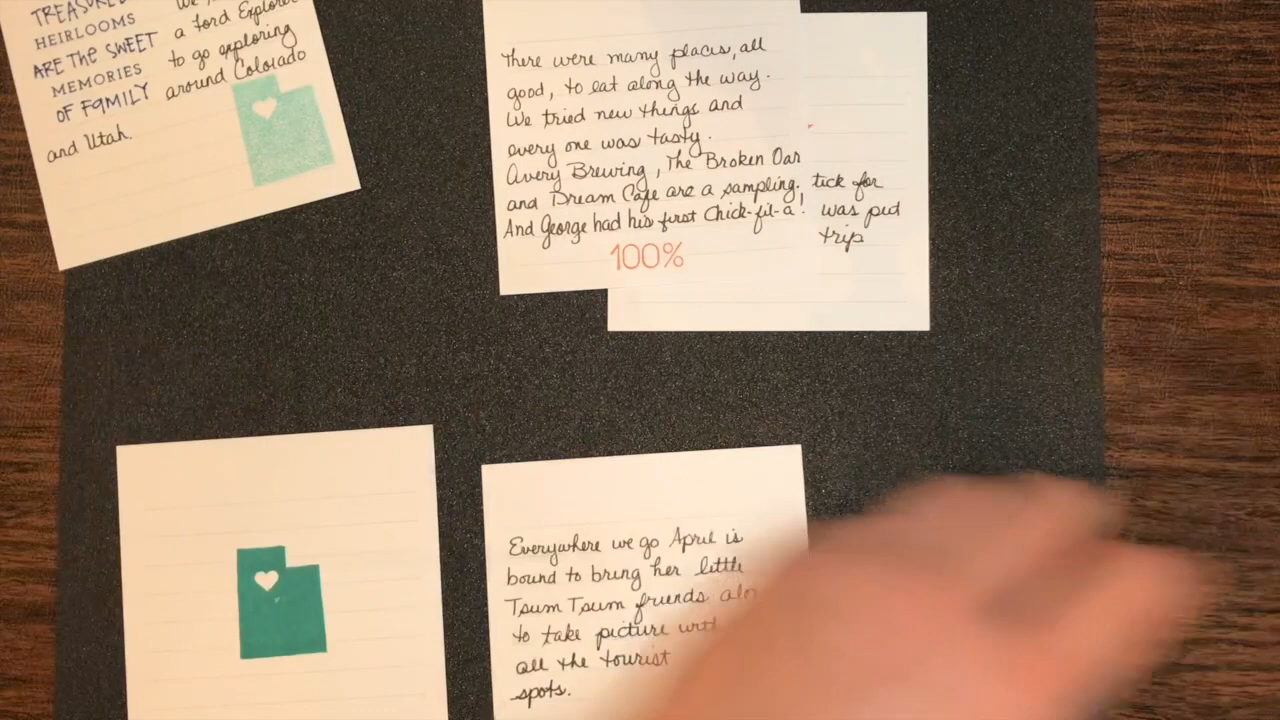 TREASURED
HEIRLOOMS
ARE THE SWEET
MEMORIES
OF FAMILY
a Ford Explorer
to go exploring
around Colorado
and Utah.
There were many places, all
good, to eat along the way.
We tried new things and
every one was tasty.
Avery Brewing, The Broken Oar
and Dream Cafe are a sampling.
And George had his first Chick-fil-a!
100%
tick for
was ped
trip
Everywhere we go April is
bound to bring her little
Tsum Tsum friends
to take picture
all the tourist
spots.